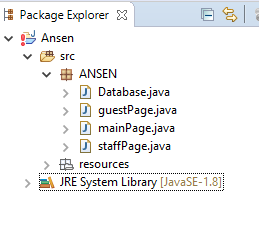 Package Explorer
Ansen
src
ANSEN
Database.java
guestPage.java
mainPage.java
staffPage.java
resources
JRE System Library [JavaSE-1.8]